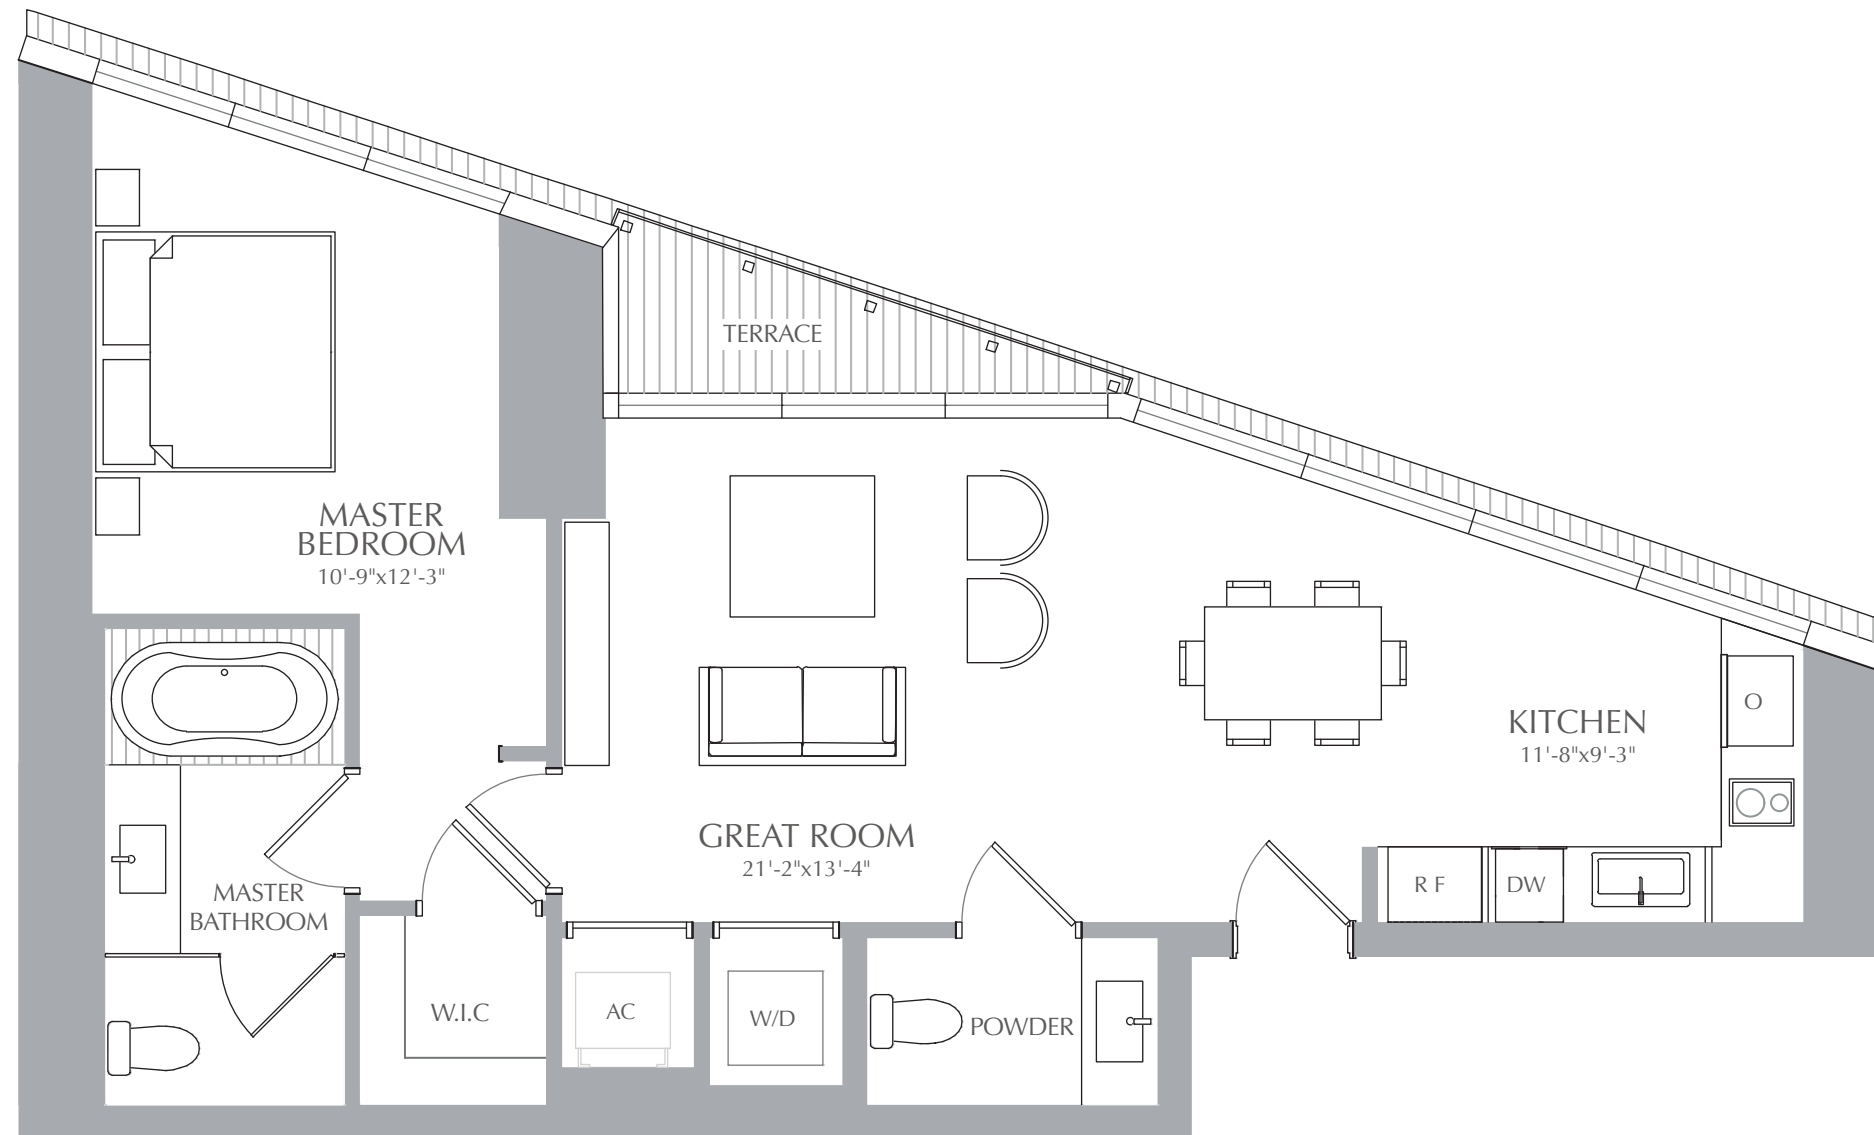 TERRACE
MASTER
BEDROOM
10'-9"x12'-3"
O
KITCHEN
11'-8"x9'-3"
GREAT ROOM
21'-2"x13'-4"
R F
DW
MASTER
BATHROOM
W.I.C
AC
W/D
POWDER